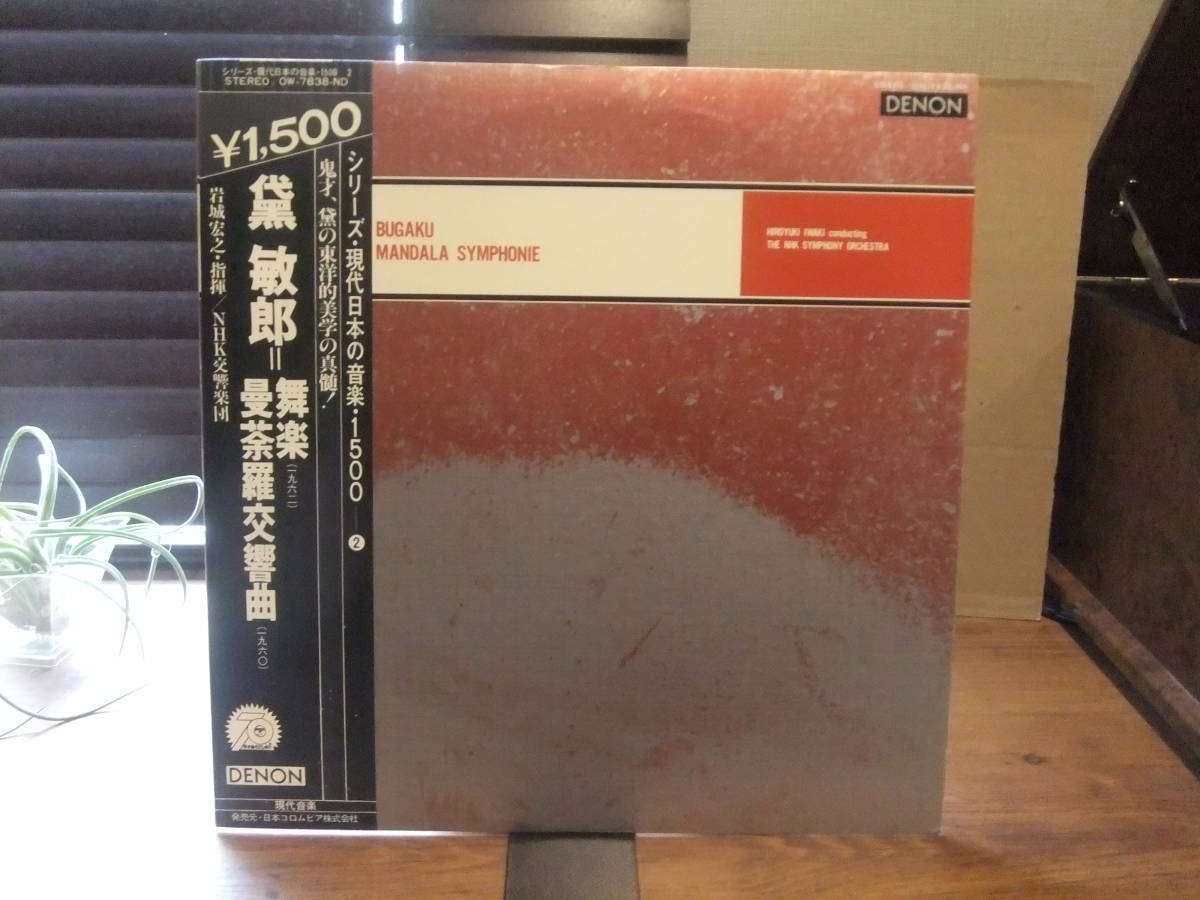 シリーズ・現代日本の音楽・1500 2
STEREO OW-7838-ND
¥1,500
シリーズ・現代日本の音楽・1500—2
鬼才、黛の東洋的美学の真髄！
黛 敏郎=
舞楽(一九六二)
曼荼羅交響曲(一九六〇)
岩城宏之・指揮/NHK交響楽団
70
DENON
現代音楽
発売元・日本コロムビア株式会社
DENON
BUGAKU
MANDALA SYMPHONIE
HIROYUKI IWAKI conducting
THE NHK SYMPHONY ORCHESTRA